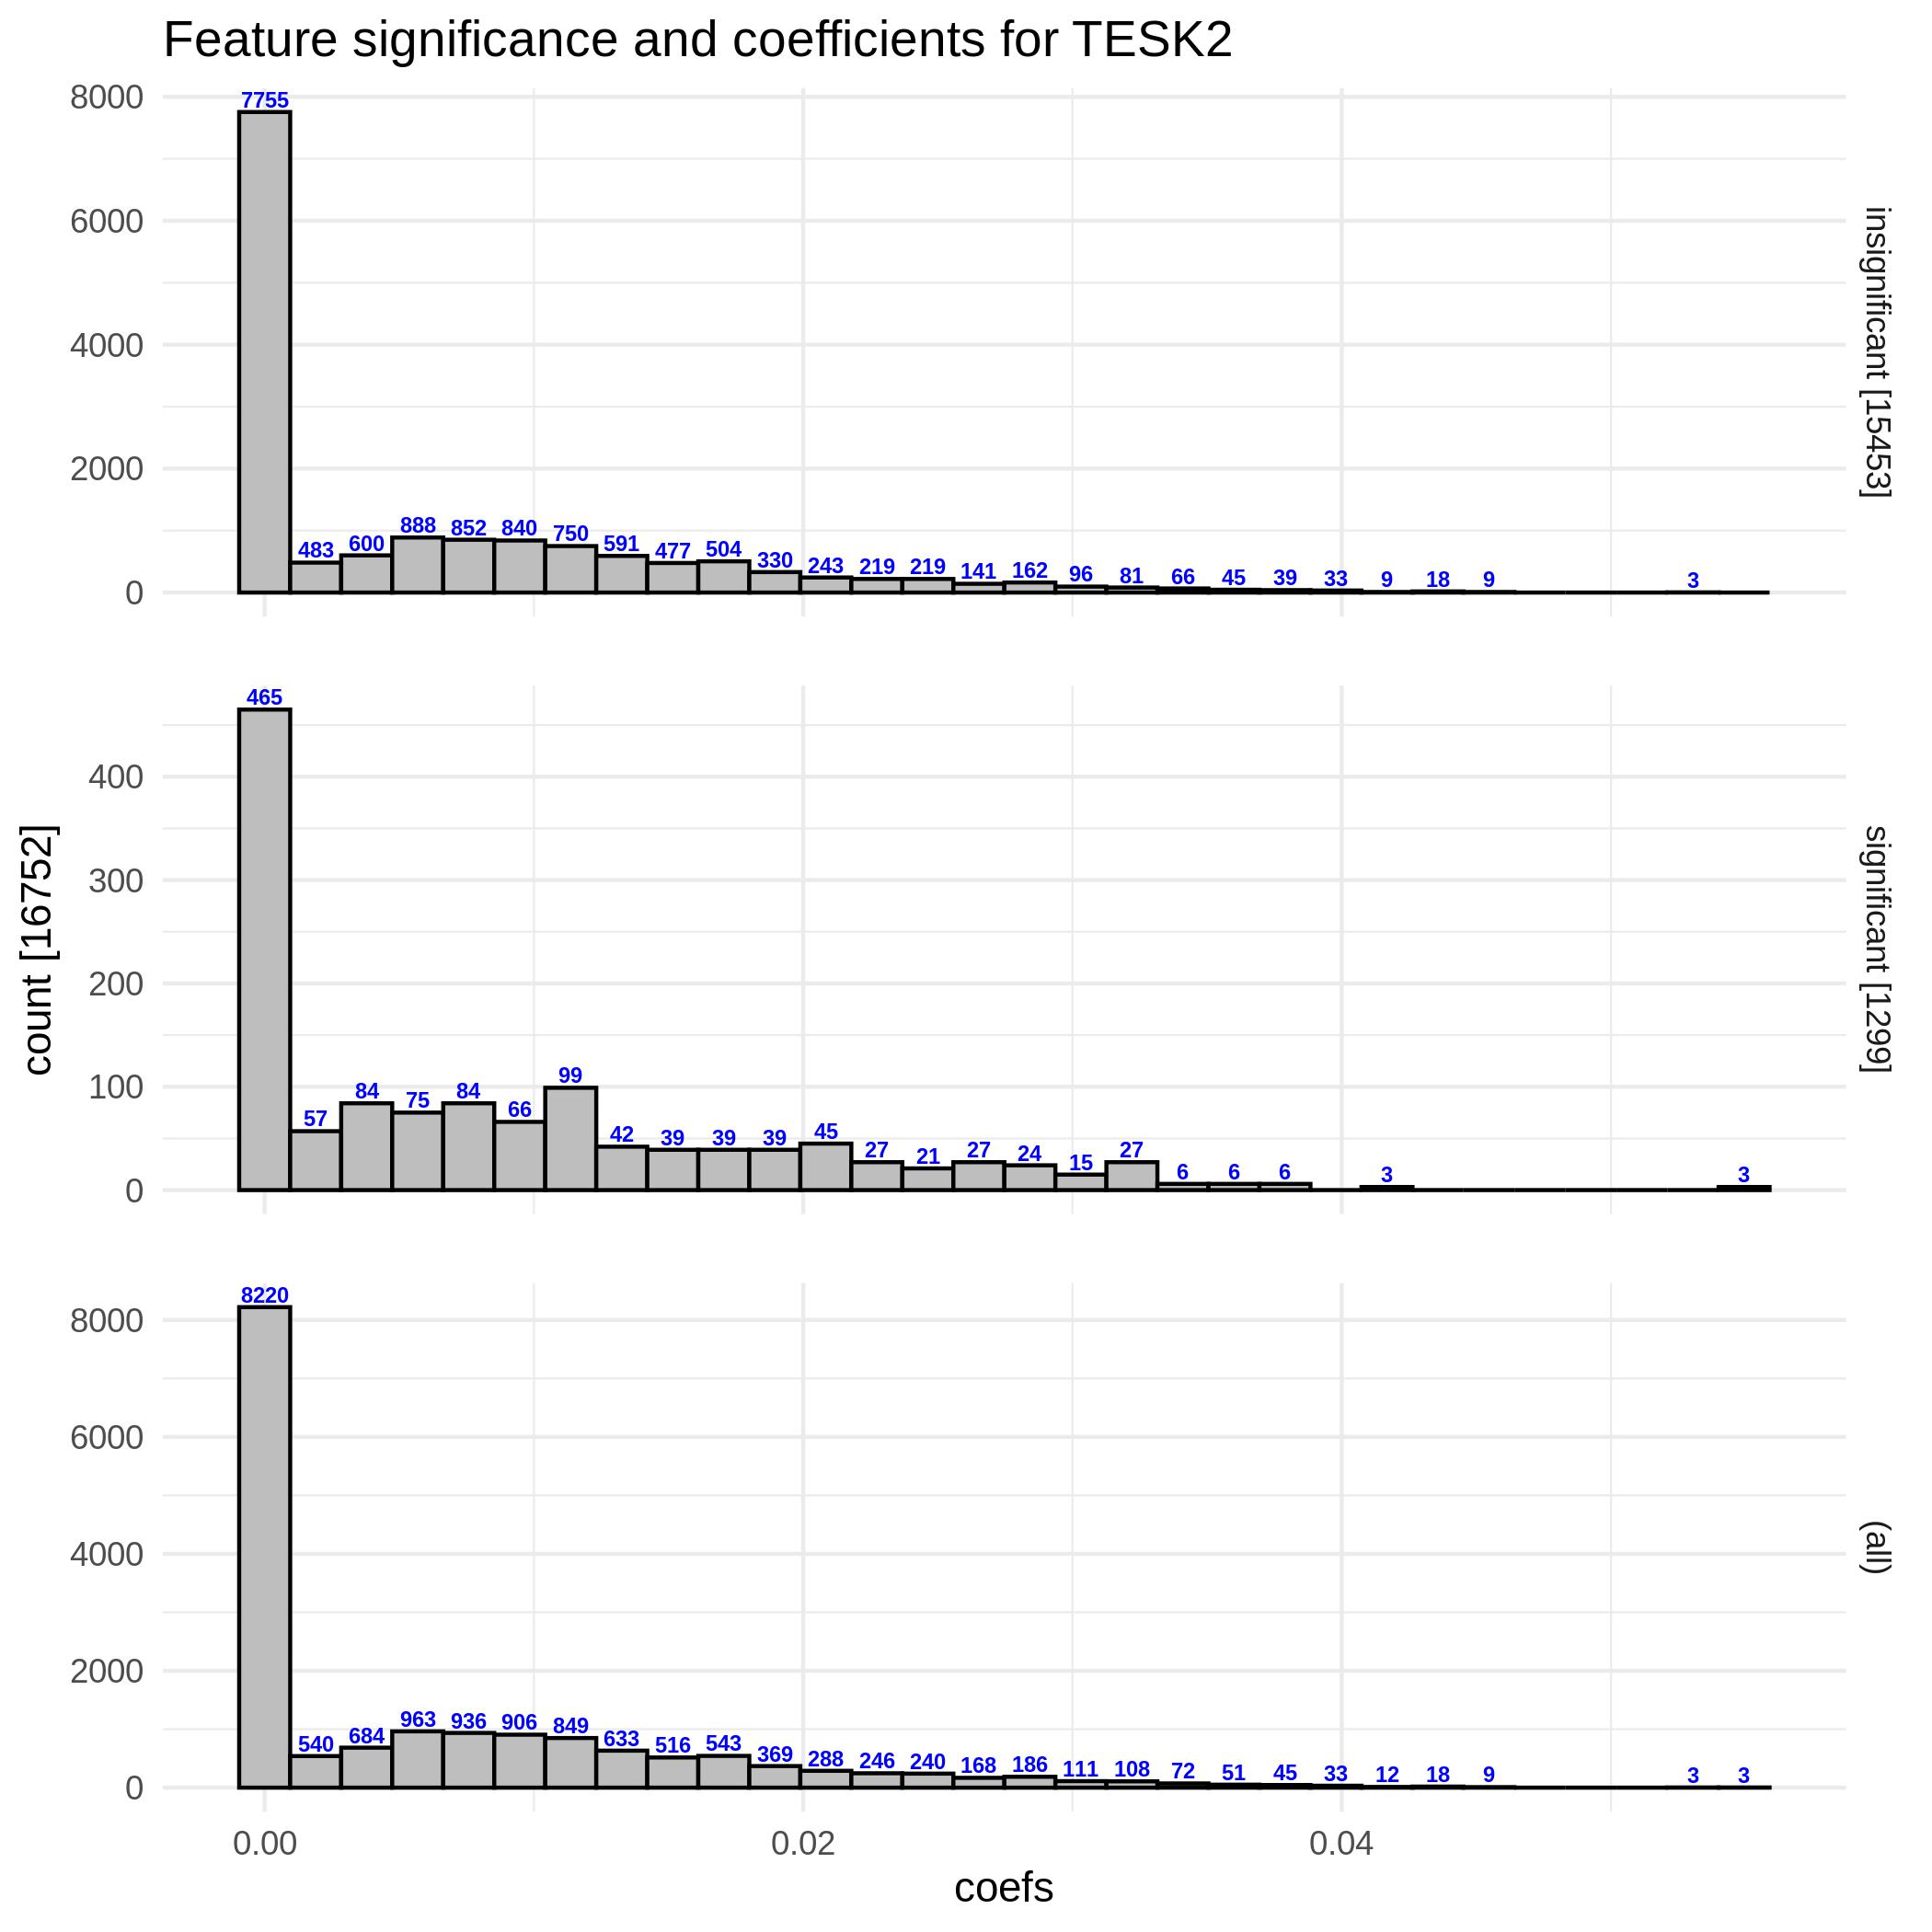 Feature significance and coefficients for TESK2
8000
6000
4000
2000
0
7755
483 600 888 852 840 750 591 477 504 330 243 219 219 141 162 96 81 66 45 39 33 9 18 9 3
insignificant [15453]
count [16752]
400
300
200
100
0
465
57 84 75 84 66 99 42 39 39 39 45 27 21 27 24 15 27 6 6 6 3 3
significant [1299]
8000
6000
4000
2000
0
8220
540 684 963 936 906 849 633 516 543 369 288 246 240 168 186 111 108 72 51 45 33 12 18 9 3 3
(all)
0.00 0.02 0.04
coefs